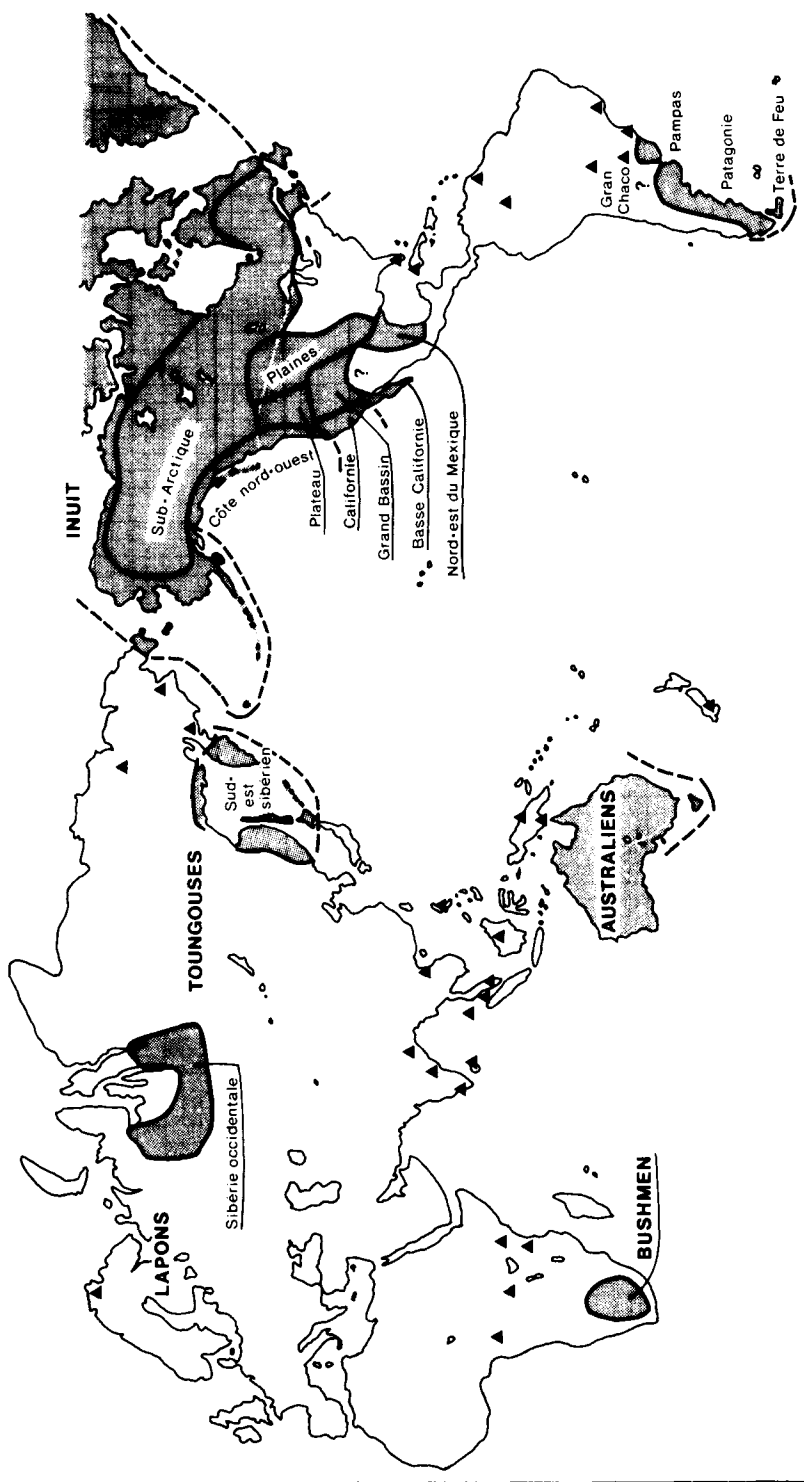 INUIT
LAPONS
TOUNGOUSES
Sub-Arctique
Côte nord-ouest
Plaines
Sud-
est
sibérien
Sibérie occidentale
Plateau
Californie
Grand Bassin
?
Basse Californie
Nord-est du Mexique
AUSTRALIENS
BUSHMEN
Gran
Chaco
?
Pampas
Patagonie
Terre de Feu